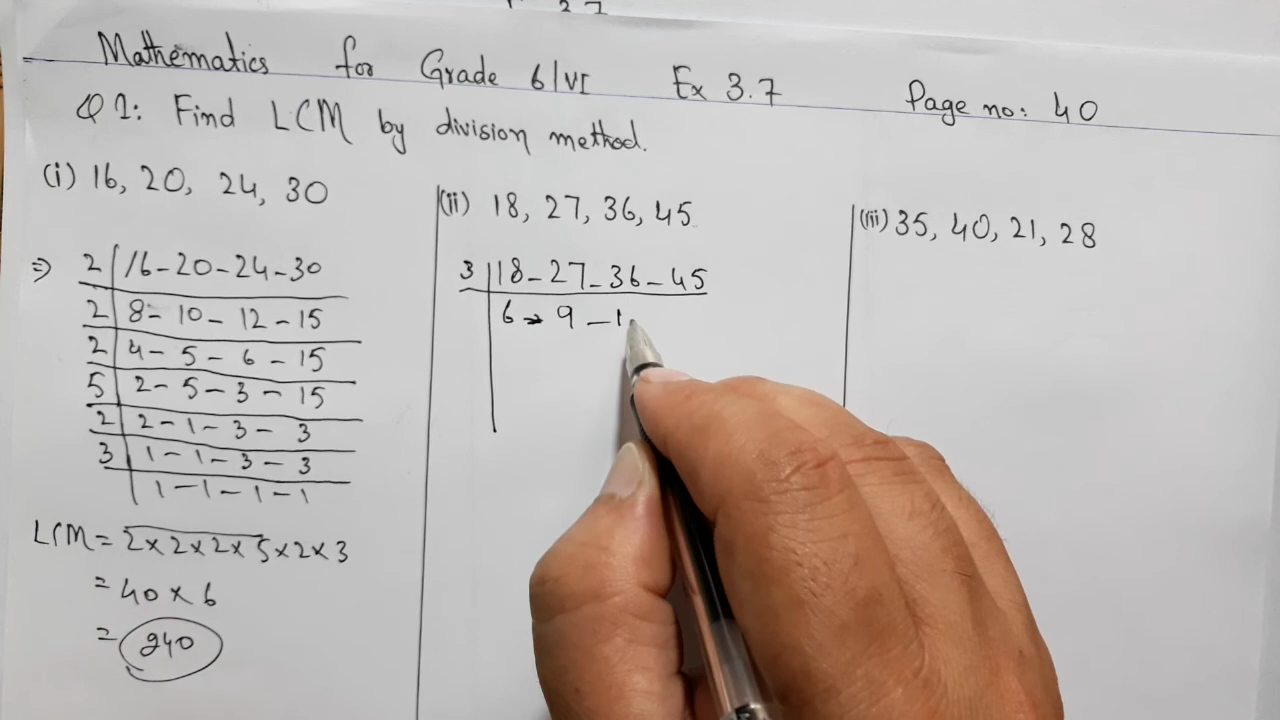 27
Mathematics for Grade 6/VI Ex 3.7 Page no: 40
Q 1: Find LCM by division method.
(i) 16, 20, 24, 30
⇒ 2 | 16 - 20 - 24 - 30
2 | 8 - 10 - 12 - 15
2 | 4 - 5 - 6 - 15
5 | 2 - 5 - 3 - 15
2 | 2 - 1 - 3 - 3
3 | 1 - 1 - 3 - 3
| 1 - 1 - 1 - 1
LCM = 2 x 2 x 2 x 5 x 2 x 3
= 40 x 6
= 240
(ii) 18, 27, 36, 45
3 | 18 - 27 - 36 - 45
| 6 - 9 - 1
(iii) 35, 40, 21, 28